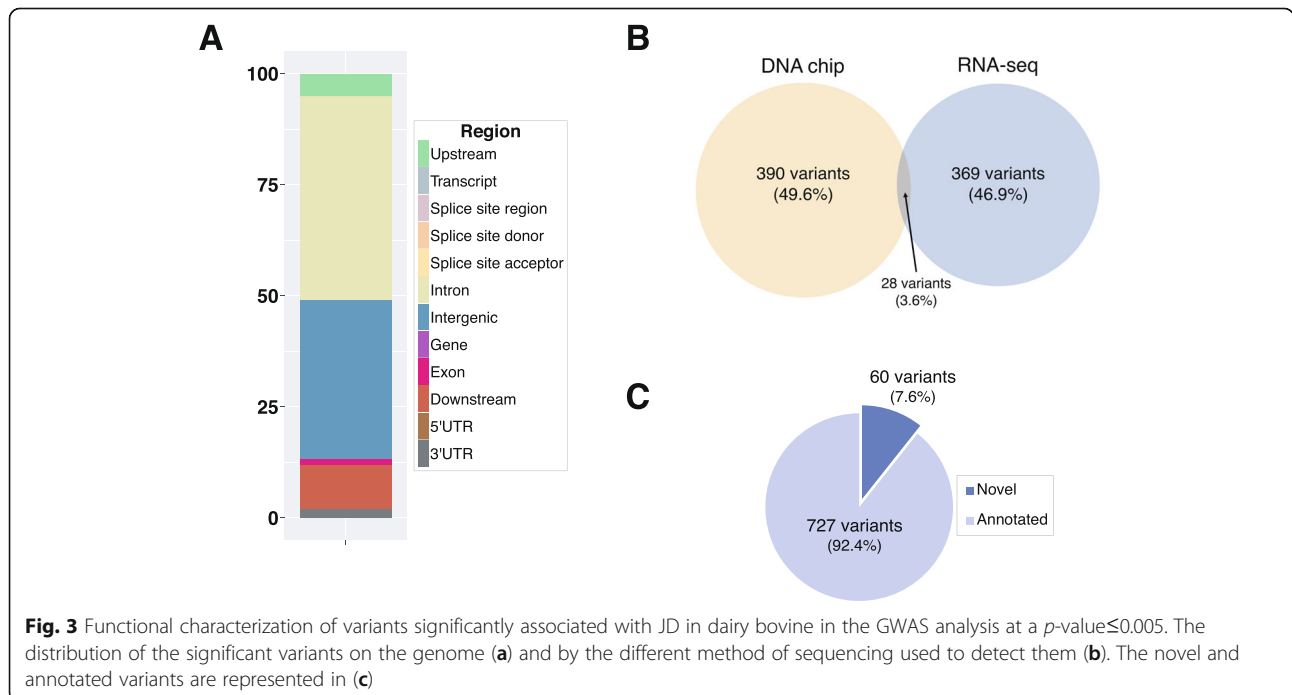 A
100
75
50
25
0
Region
Upstream
Transcript
Splice site region
Splice site donor
Splice site acceptor
Intron
Intergenic
Gene
Exon
Downstream
5'UTR
3'UTR
B
DNA chip
RNA-seq
390 variants
(49.6%)
369 variants
(46.9%)
28 variants
(3.6%)
C
60 variants
(7.6%)
727 variants
(92.4%)
Novel
Annotated
Fig. 3 Functional characterization of variants significantly associated with JD in dairy bovine in the GWAS analysis at a p-value≤0.005. The
distribution of the significant variants on the genome (a) and by the different method of sequencing used to detect them (b). The novel and
annotated variants are represented in (c)